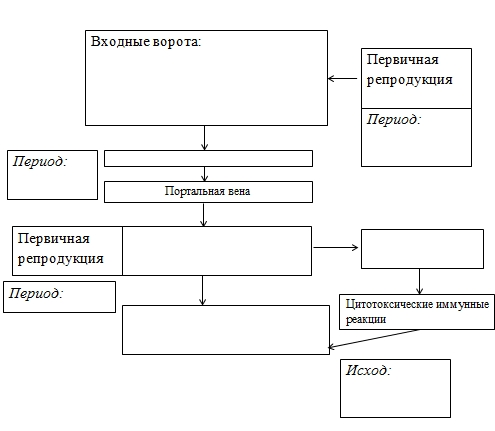 Входные ворота:
Первичная
репродукция
Период:
Период:
Портальная вена
Первичная
репродукция
Период:
Цитотоксические иммунные
реакции
Исход: